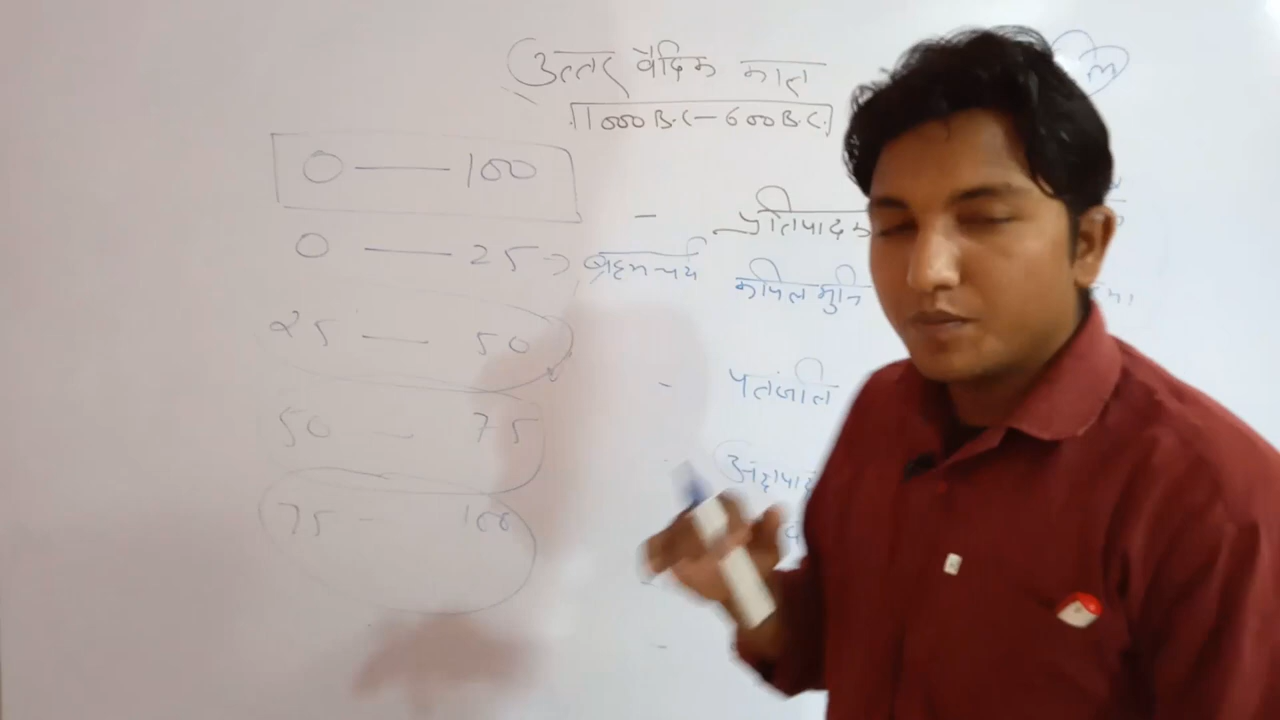 उत्तर वैदिक काल
1000 B.C - 600 B.C.
0 — 100
0 — 25 → ब्रह्मचर्य
25 — 50
50 — 75
75 - 100
- प्रतिपादक
कपिल मुनि
- पतंजलि